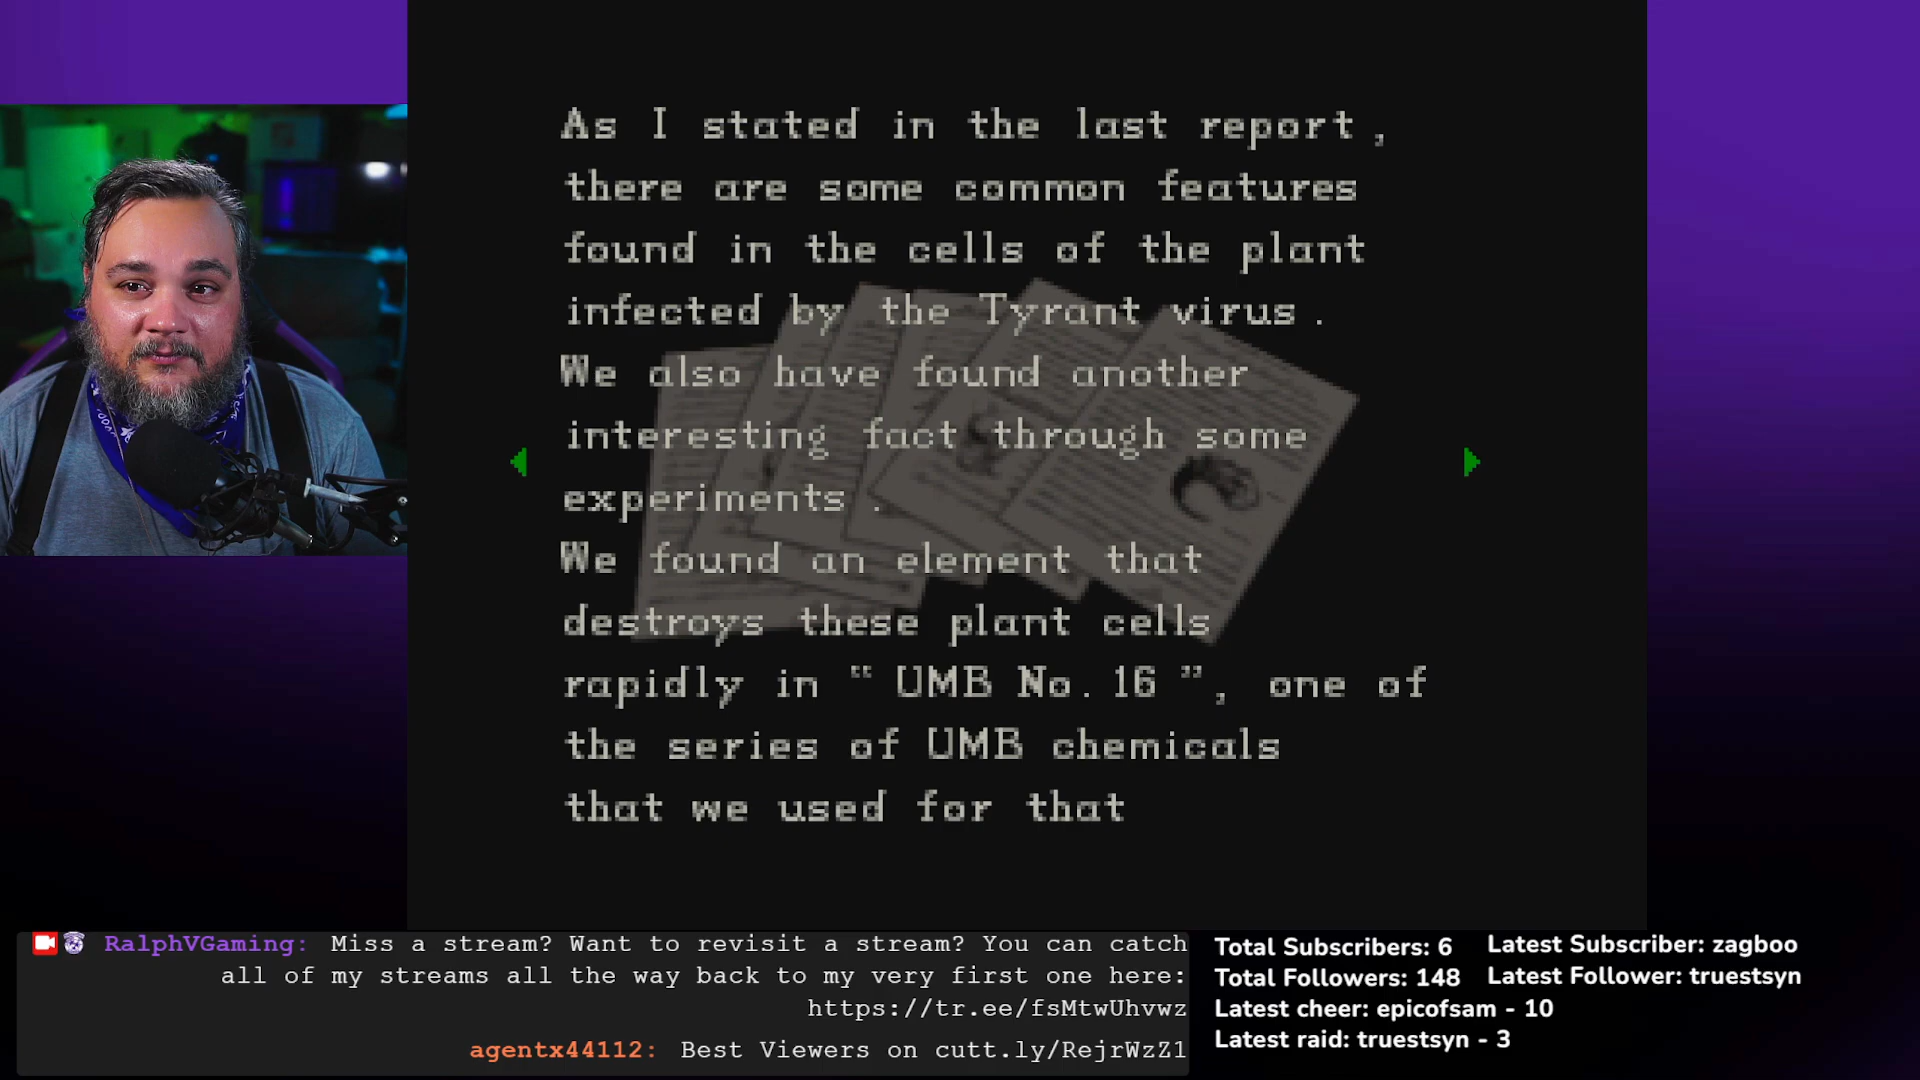 As I stated in the last report,
there are some common features
found in the cells of the plant
infected by the Tyrant virus.
We also have found another
interesting fact through some
experiments.
We found an element that
destroys these plant cells
rapidly in “UMB No.16”, one of
the series of UMB chemicals
that we used for that
RalphVGaming: Miss a stream? Want to revisit a stream? You can catch
all of my streams all the way back to my very first one here:
https://tr.ee/fsMtwUhvwz
agentx44112: Best Viewers on cutt.ly/RejrWzZ1
Total Subscribers: 6
Latest Subscriber: zagboo
Total Followers: 148
Latest Follower: truestsyn
Latest cheer: epicofsam - 10
Latest raid: truestsyn - 3